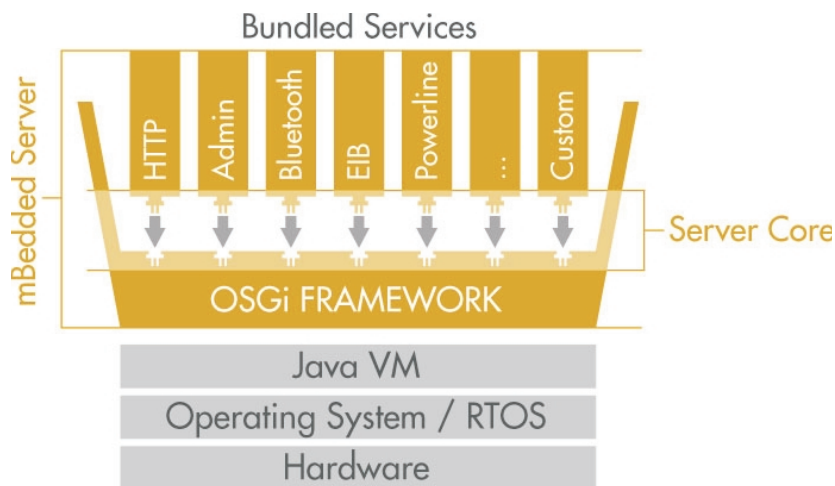 Bundled Services
mBedded Server
HTTP
Admin
Bluetooth
EIB
Powerline
...
Custom
Server Core
OSGi FRAMEWORK
Java VM
Operating System / RTOS
Hardware